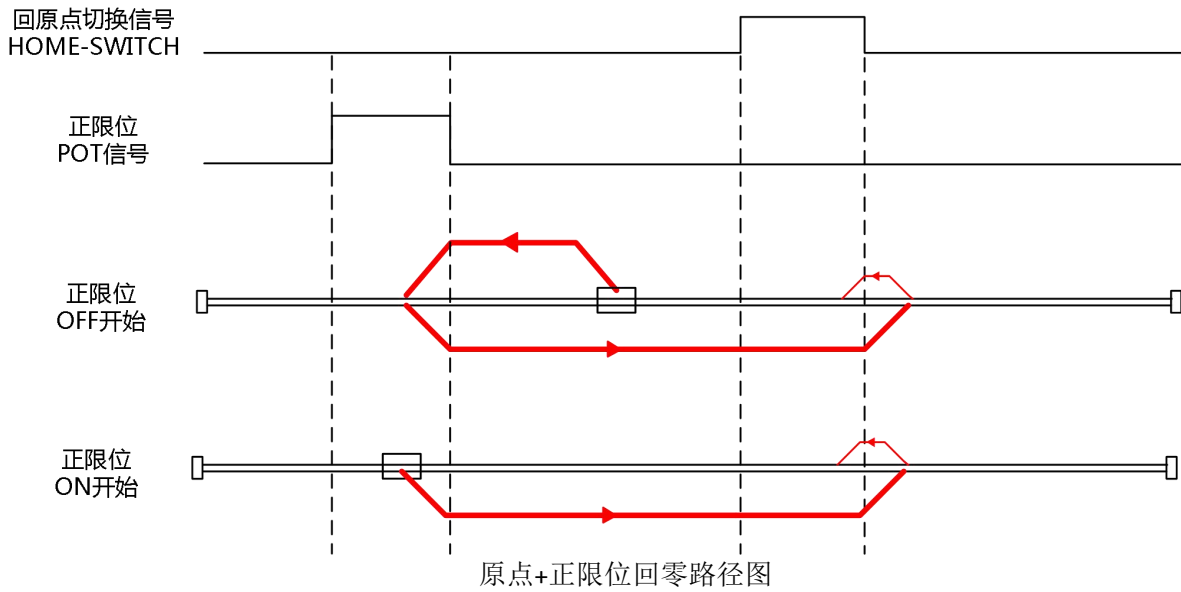 回原点切换信号
HOME-SWITCH
正限位
POT信号
正限位
OFF开始
正限位
ON开始
原点+正限位回零路径图